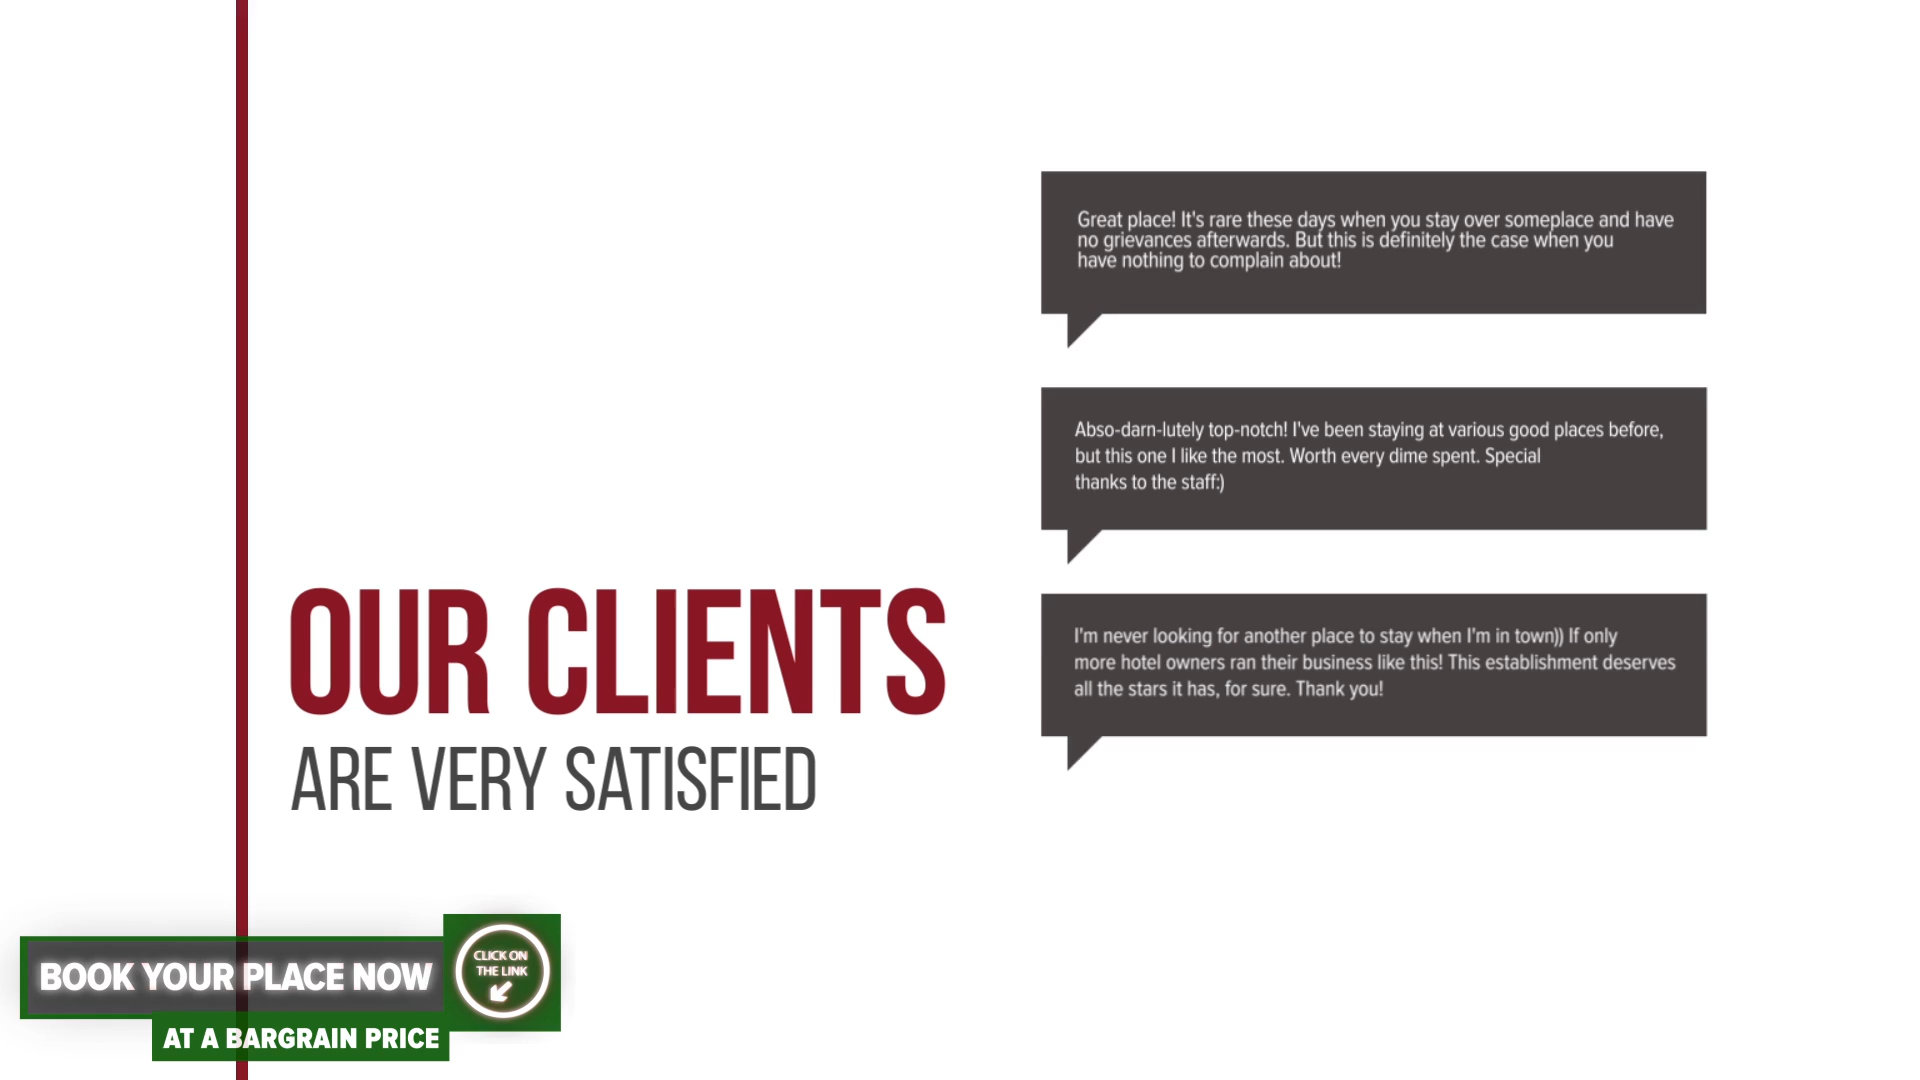 Great place! It's rare these days when you stay over someplace and have
no grievances afterwards. But this is definitely the case when you
have nothing to complain about!
Abso-darn-lutely top-notch! I've been staying at various good places before,
but this one I like the most. Worth every dime spent. Special
thanks to the staff:)
I'm never looking for another place to stay when I'm in town)) If only
more hotel owners ran their business like this! This establishment deserves
all the stars it has, for sure. Thank you!
OUR CLIENTS
ARE VERY SATISFIED
BOOK YOUR PLACE NOW
CLICK ON
THE LINK
AT A BARGRAIN PRICE